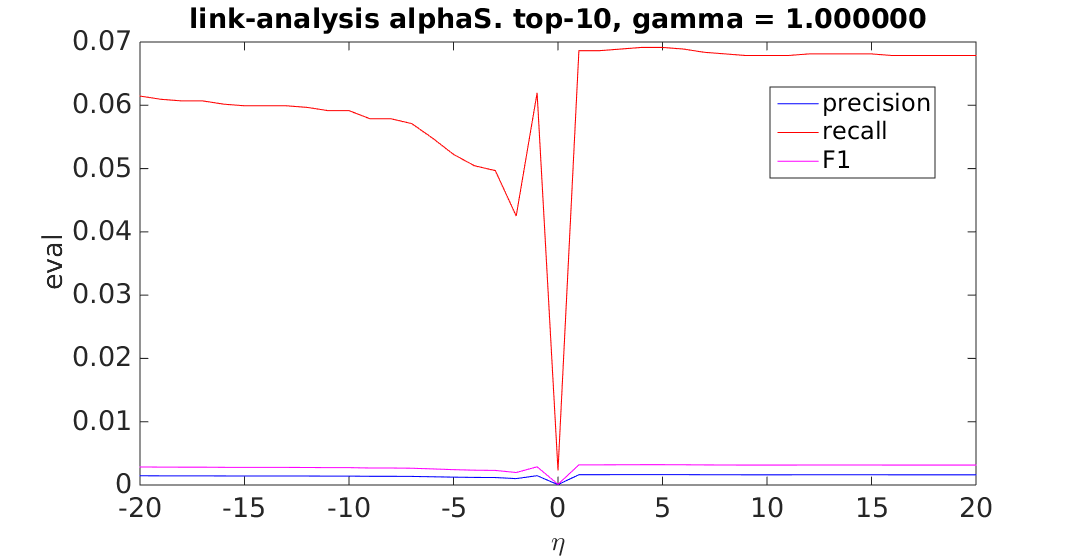 link-analysis alphaS. top-10, gamma = 1.000000
0.07
0.06
0.05
0.04
0.03
0.02
0.01
0
eval
precision
recall
F1
-20 -15 -10 -5 0 5 10 15 20
η